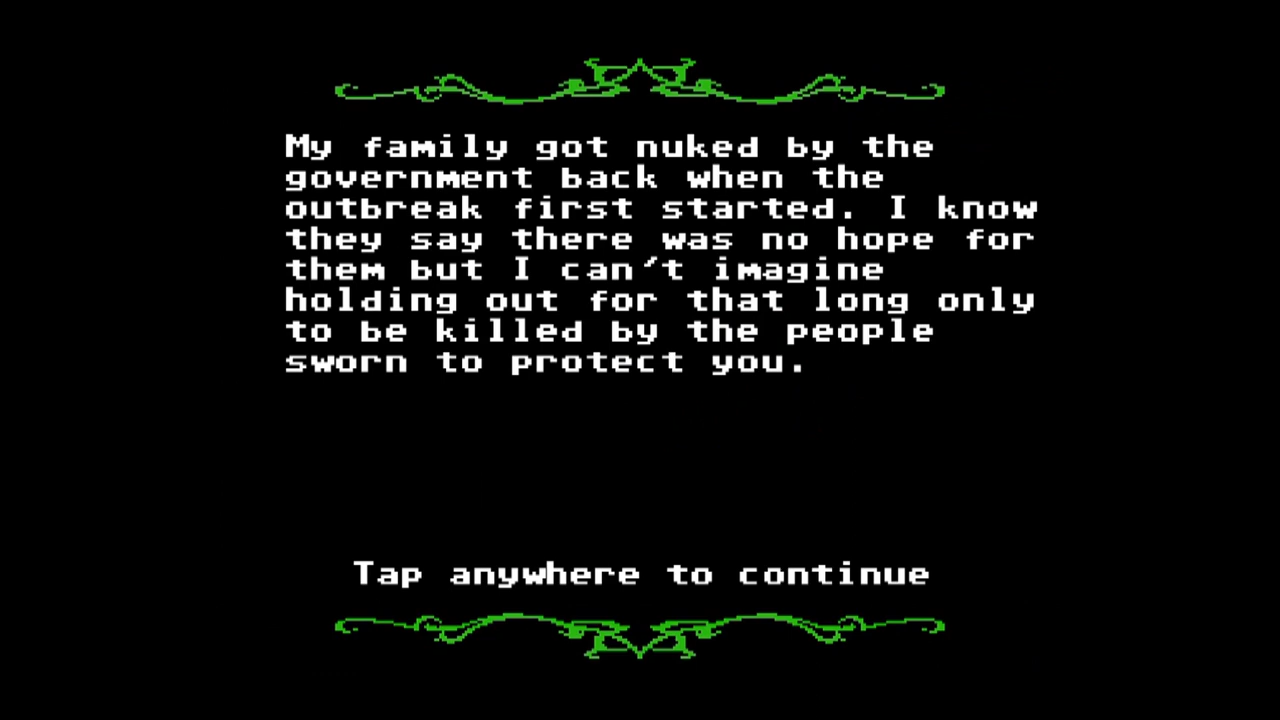 My family got nuked by the
government back when the
outbreak first started. I know
they say there was no hope for
them but I can't imagine
holding out for that long only
to be killed by the people
sworn to protect you.
Tap anywhere to continue